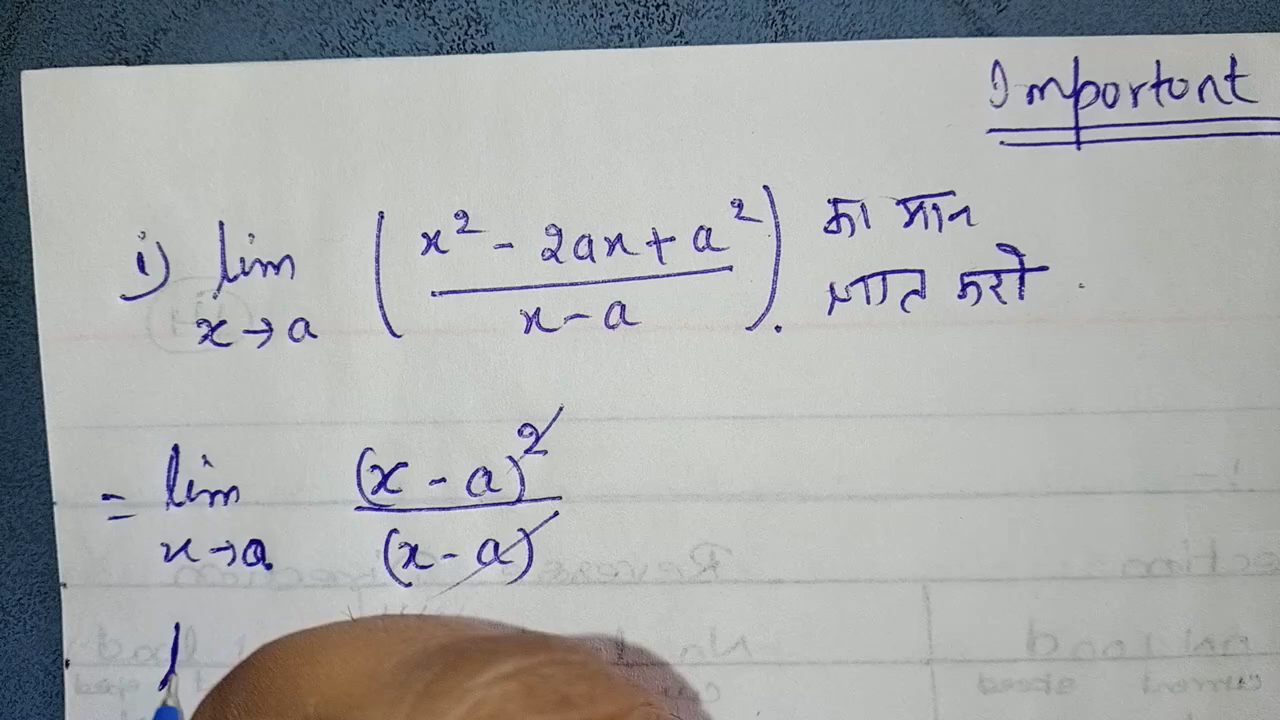 Important
i) lim x→a ( x² - 2ax + a² / x - a ) . का मान ज्ञात करो .
= lim x→a (x - a)² / (x - a)